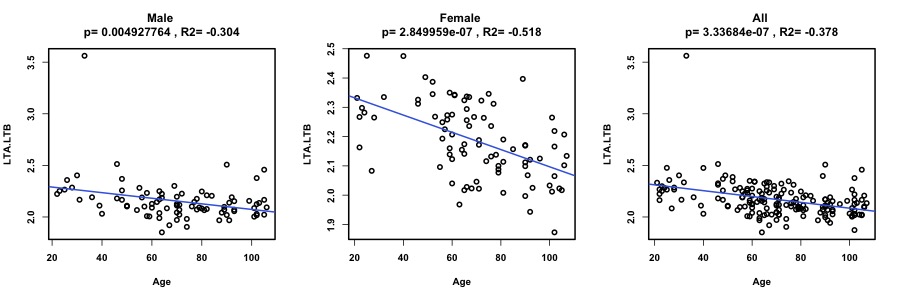 Male
p= 0.004927764 , R2= -0.304
LTA.LTB
3.5
3.0
2.5
2.0
20 40 60 80 100
Age
Female
p= 2.849959e-07 , R2= -0.518
LTA.LTB
2.5
2.4
2.3
2.2
2.1
2.0
1.9
20 40 60 80 100
Age
All
p= 3.33684e-07 , R2= -0.378
LTA.LTB
3.5
3.0
2.5
2.0
20 40 60 80 100
Age